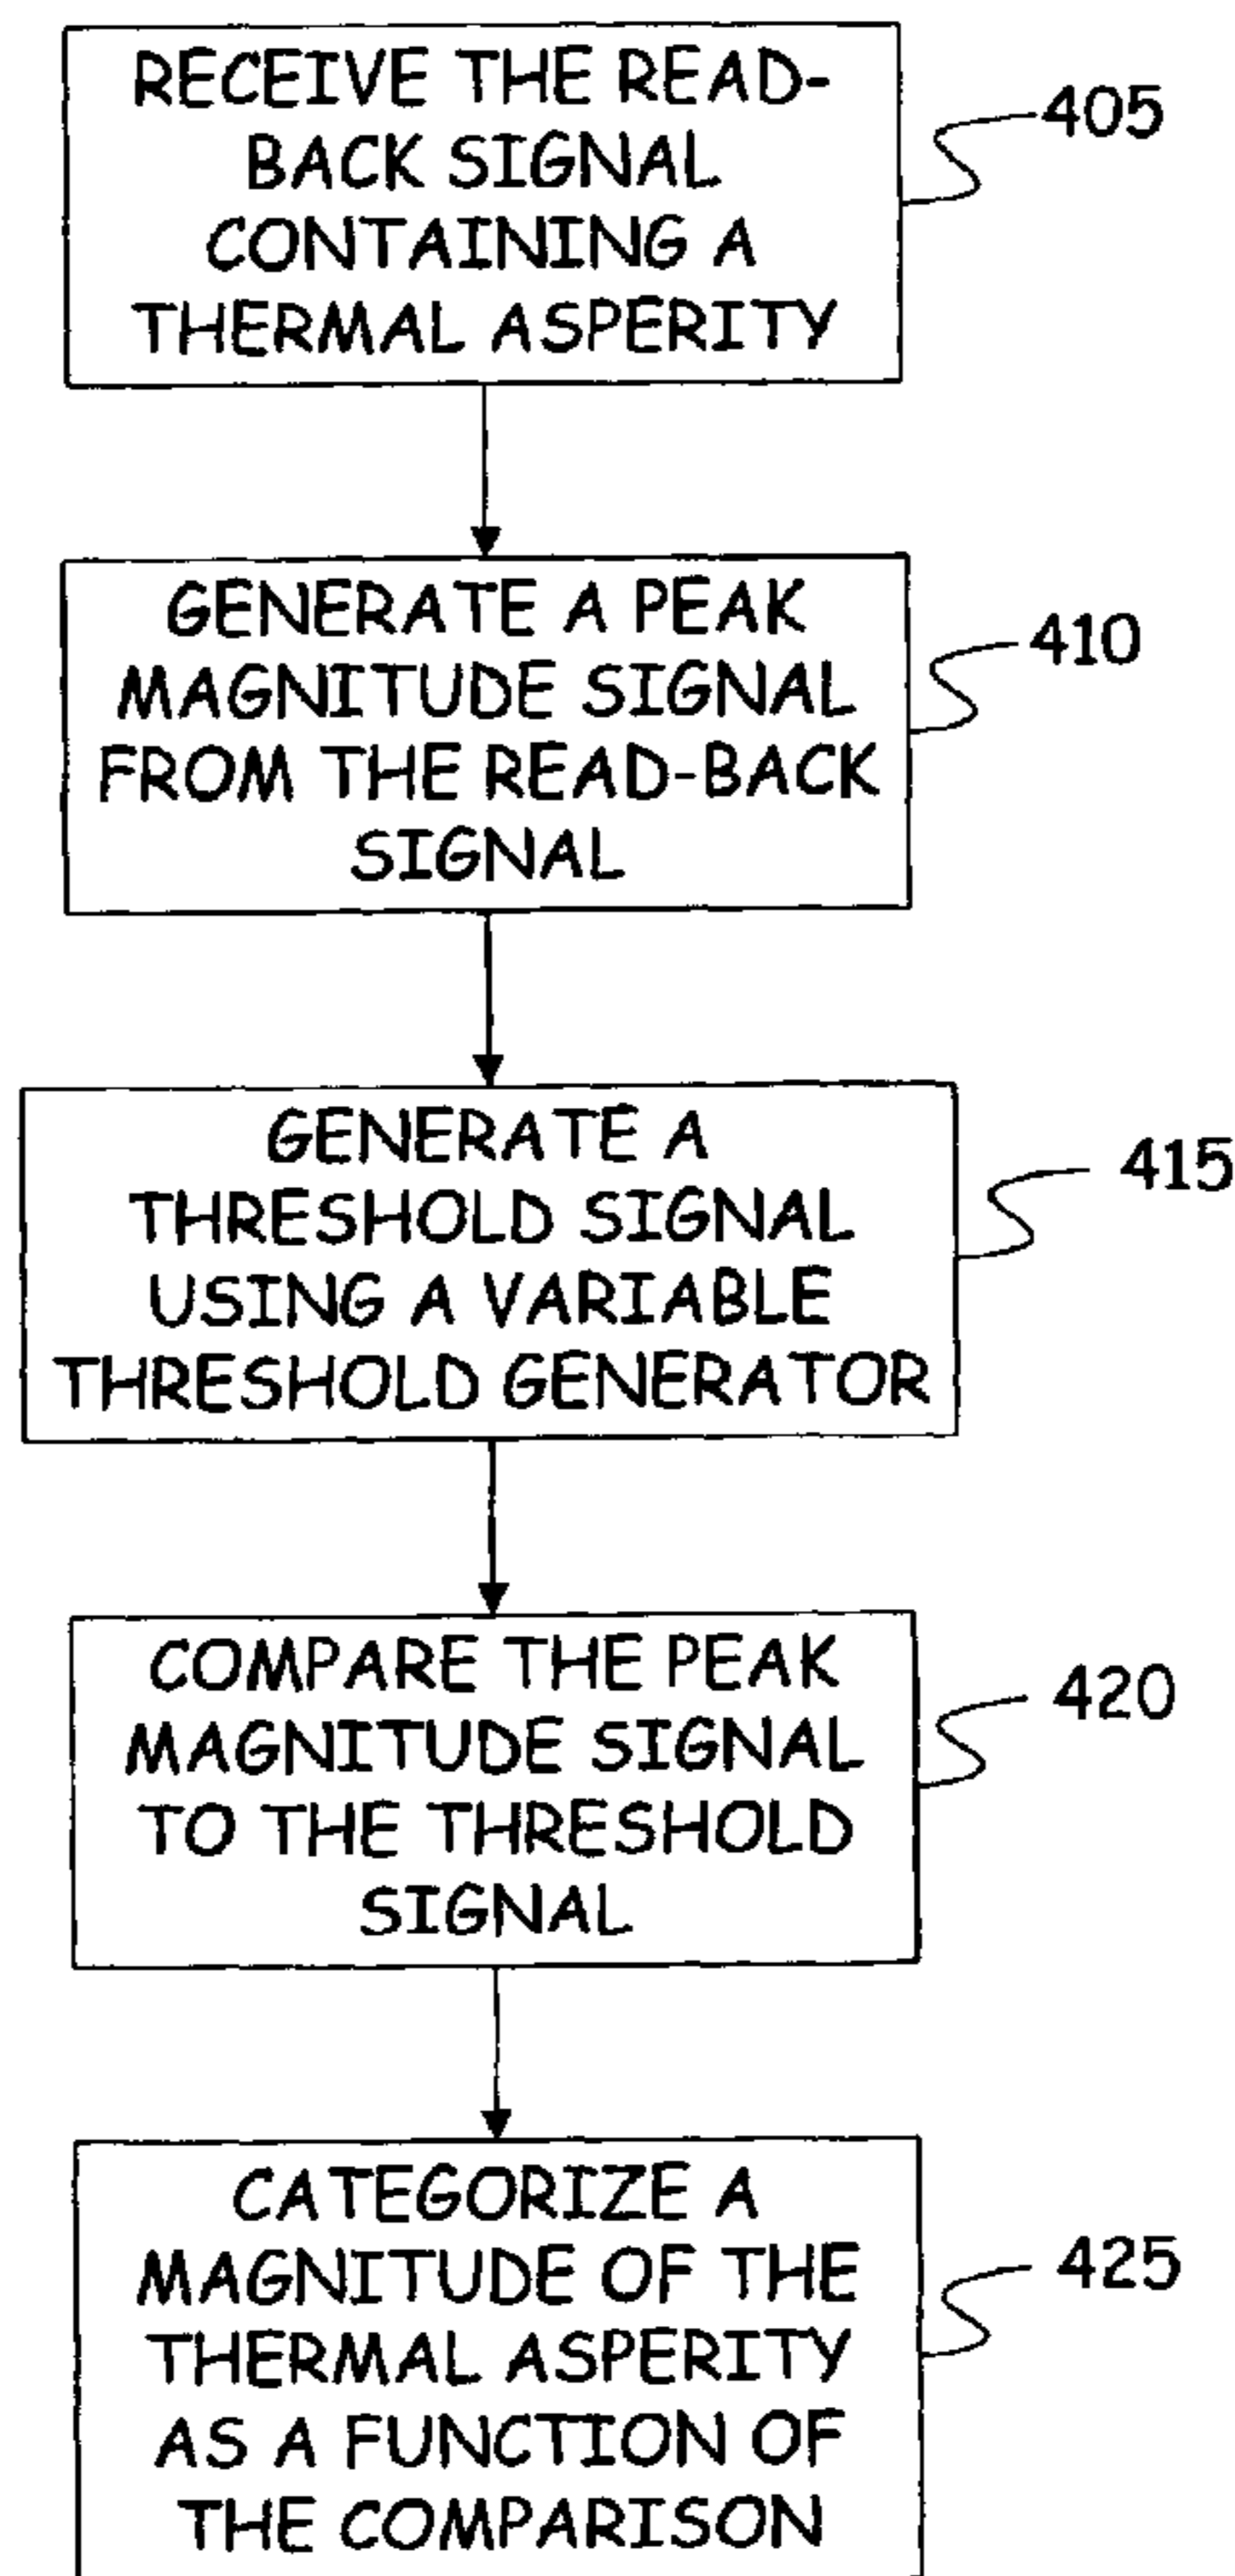 RECEIVE THE READ-
BACK SIGNAL
CONTAINING A
THERMAL ASPERITY
405
GENERATE A PEAK
MAGNITUDE SIGNAL
FROM THE READ-BACK
SIGNAL
410
GENERATE A
THRESHOLD SIGNAL
USING A VARIABLE
THRESHOLD GENERATOR
415
COMPARE THE PEAK
MAGNITUDE SIGNAL
TO THE THRESHOLD
SIGNAL
420
CATEGORIZE A
MAGNITUDE OF THE
THERMAL ASPERITY
AS A FUNCTION OF
THE COMPARISON
425